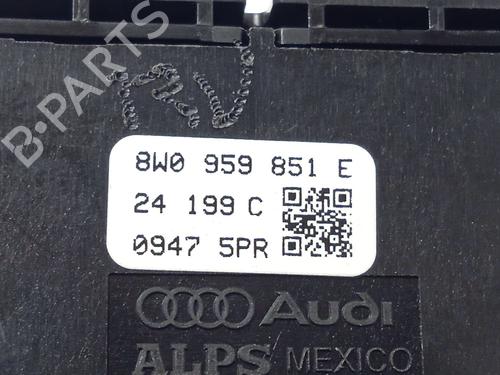 B-PARTS
8W0 959 851 E
24 199 C
0947 5PR
Audi
ALPS MEXICO